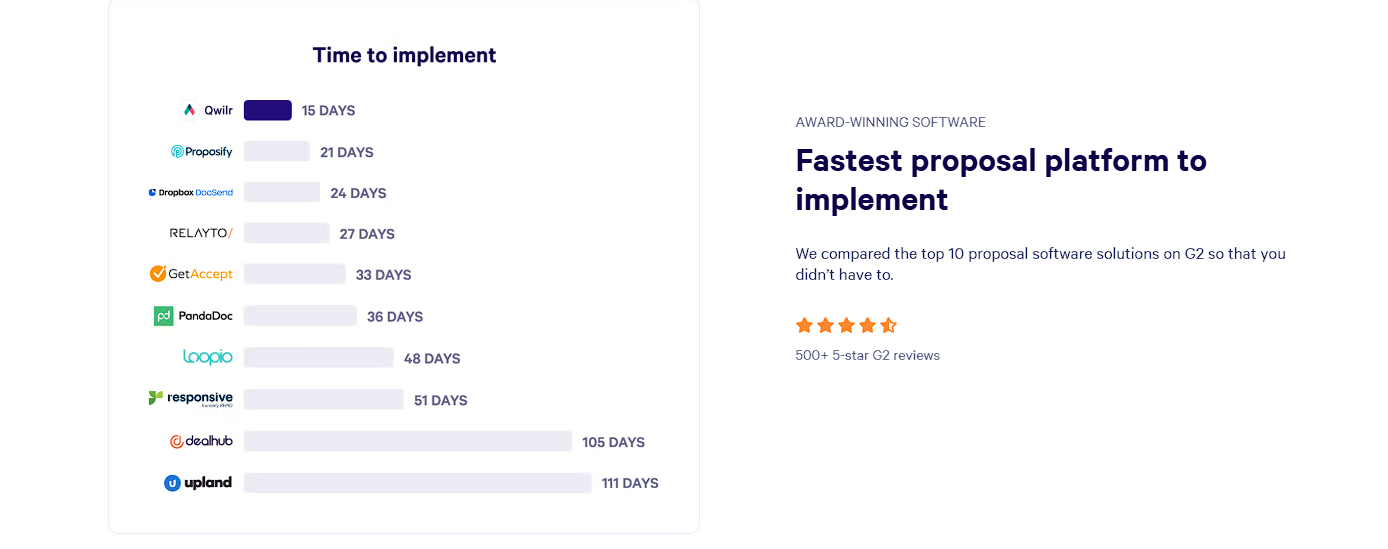 Time to implement
Qwilr 15 DAYS
Proposify 21 DAYS
Dropbox DocSend 24 DAYS
RELAYTO/ 27 DAYS
GetAccept 33 DAYS
PandaDoc 36 DAYS
Loopio 48 DAYS
responsive 51 DAYS
formerly RFPIO
dealhub 105 DAYS
upland 111 DAYS
AWARD-WINNING SOFTWARE
Fastest proposal platform to
implement
We compared the top 10 proposal software solutions on G2 so that you
didn’t have to.
500+ 5-star G2 reviews